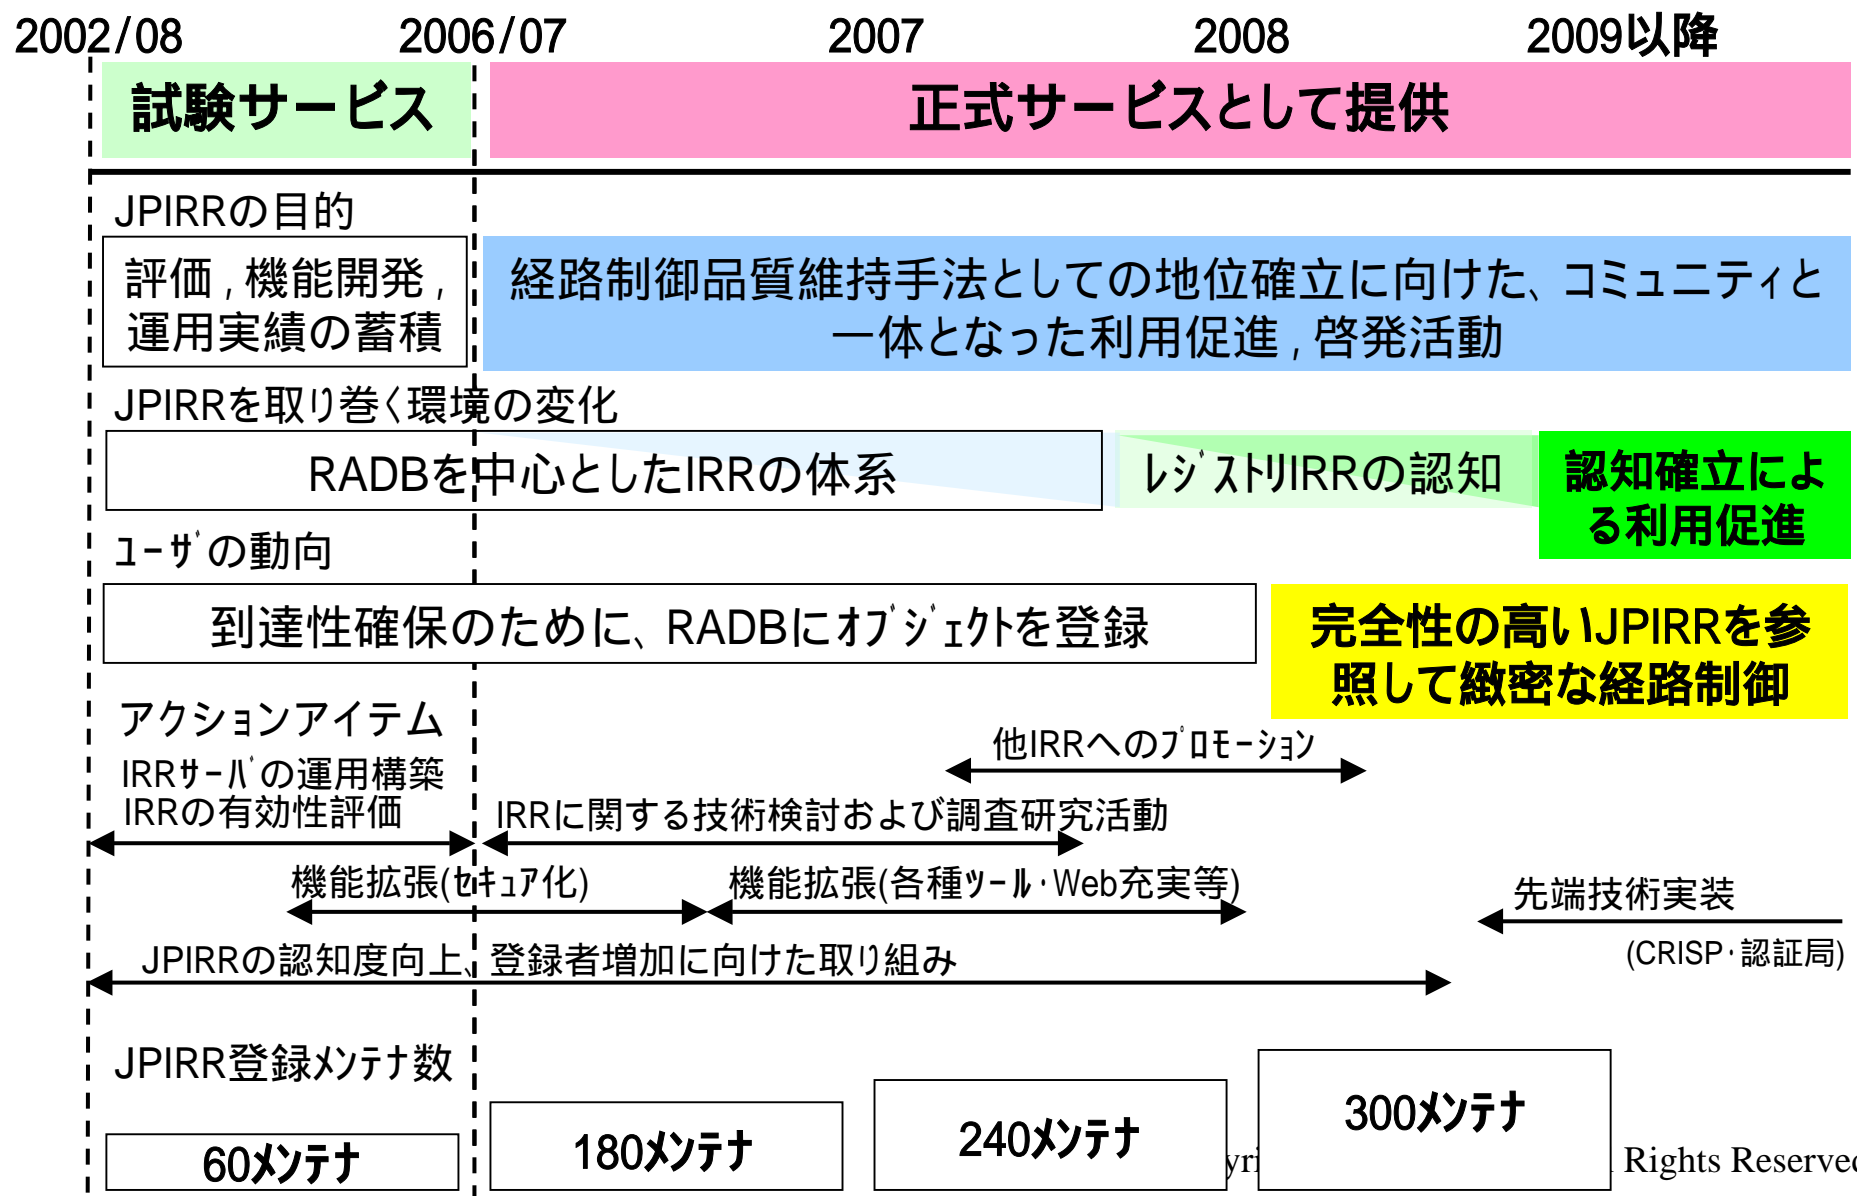 2002/08 2006/07 2007 2008 2009以降
試験サービス 正式サービスとして提供
JPIRRの目的
評価,機能開発,
運用実績の蓄積
経路制御品質維持手法としての地位確立に向けた、コミュニティと
一体となった利用促進,啓発活動
JPIRRを取り巻く環境の変化
RADBを中心としたIRRの体系
ﾚｼﾞｽﾄﾘIRRの認知
認知確立によ
る利用促進
ﾕｰｻﾞの動向
到達性確保のために、RADBにｵﾌﾞｼﾞｪｸﾄを登録
完全性の高いJPIRRを参
照して緻密な経路制御
アクションアイテム
IRRｻｰﾊﾞの運用構築
IRRの有効性評価
他IRRへのﾌﾟﾛﾓｰｼｮﾝ
IRRに関する技術検討および調査研究活動
機能拡張(ｾｷｭｱ化)
機能拡張(各種ﾂｰﾙ･Web充実等)
先端技術実装
(CRISP･認証局)
JPIRRの認知度向上、登録者増加に向けた取り組み
JPIRR登録ﾒﾝﾃﾅ数
60ﾒﾝﾃﾅ
180ﾒﾝﾃﾅ
240ﾒﾝﾃﾅ
300ﾒﾝﾃﾅ
Rights Reserved